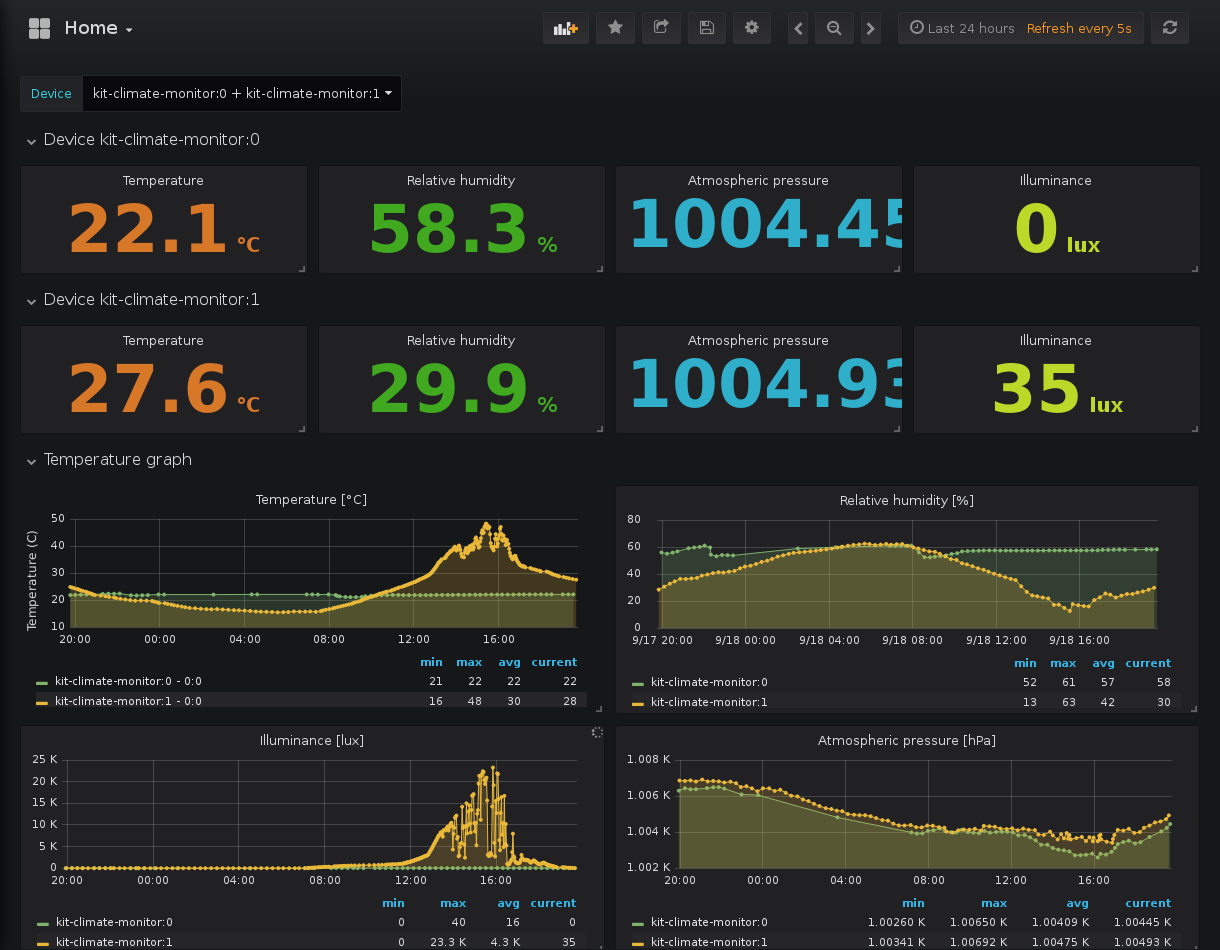 Home
Last 24 hours Refresh every 5s
Device kit-climate-monitor:0 + kit-climate-monitor:1
Device kit-climate-monitor:0
Temperature Relative humidity Atmospheric pressure Illuminance
22.1 °C 58.3 % 1004.45 0 lux
Device kit-climate-monitor:1
Temperature Relative humidity Atmospheric pressure Illuminance
27.6 °C 29.9 % 1004.93 35 lux
Temperature graph
Temperature [°C]
Temperature (C)
50
40
30
20
10
20:00 00:00 04:00 08:00 12:00 16:00
min max avg current
kit-climate-monitor:0 - 0:0 21 22 22 22
kit-climate-monitor:1 - 0:0 16 48 30 28
Relative humidity [%]
80
60
40
20
0
9/17 20:00 9/18 00:00 9/18 04:00 9/18 08:00 9/18 12:00 9/18 16:00
min max avg current
kit-climate-monitor:0 52 61 57 58
kit-climate-monitor:1 13 63 42 30
Illuminance [lux]
25 K
20 K
15 K
10 K
5 K
0
20:00 00:00 04:00 08:00 12:00 16:00
min max avg current
kit-climate-monitor:0 0 40 16 0
kit-climate-monitor:1 0 23.3 K 4.3 K 35
Atmospheric pressure [hPa]
1.008 K
1.006 K
1.004 K
1.002 K
20:00 00:00 04:00 08:00 12:00 16:00
min max avg current
kit-climate-monitor:0 1.00260 K 1.00650 K 1.00409 K 1.00445 K
kit-climate-monitor:1 1.00341 K 1.00692 K 1.00475 K 1.00493 K